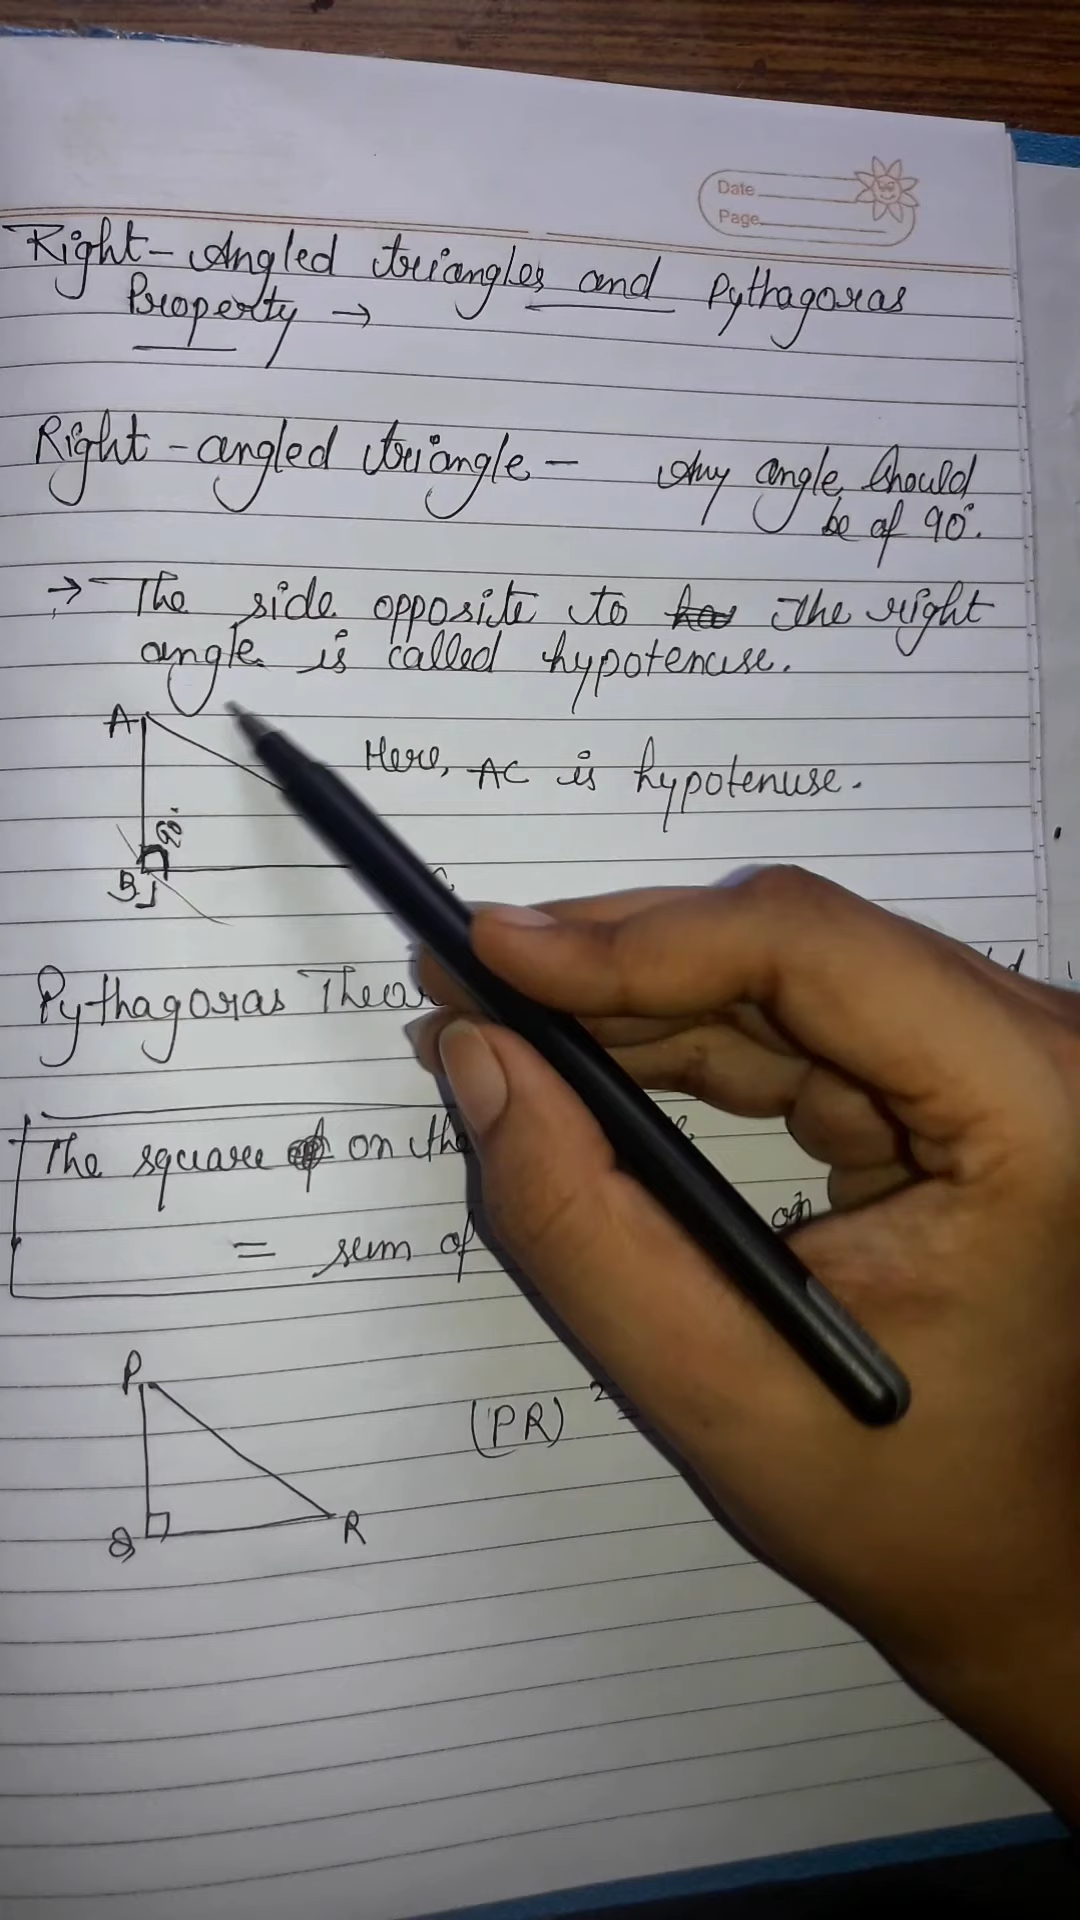 Date
Page
Right-Angled triangles and Pythagoras
Property →
Right-angled triangle - Any angle should
be of 90°.
→ The side opposite to the right
angle is called hypotenuse.
A
Here, AC is hypotenuse.
90°
B
C
Pythagoras
The square on the
= sum of
on
P
(PR)² =
Q
R